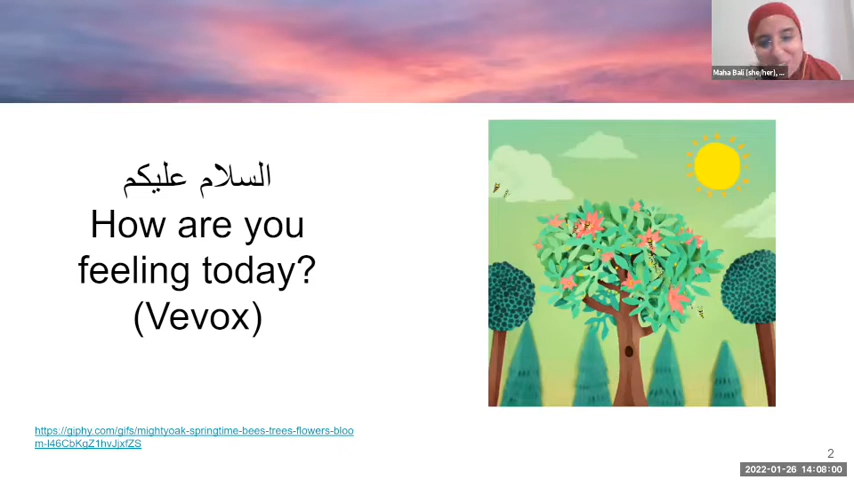 Maha Bali (she/her), ...
السلام عليكم
How are you
feeling today?
(Vevox)
https://giphy.com/gifs/mightyoak-springtime-bees-trees-flowers-bloo
m-l46CbKgZ1hvJjxfZS
2
2022-01-26 14:08:00